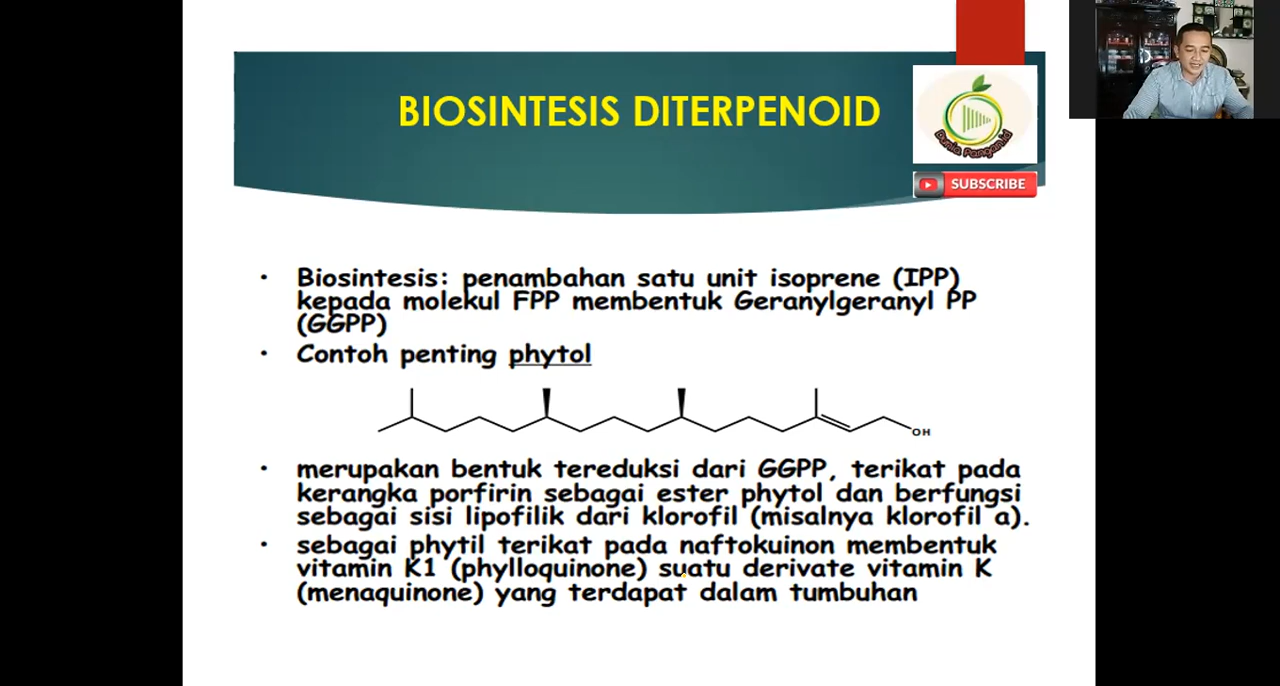 BIOSINTESIS DITERPENOID
Dunia Pangan.id
SUBSCRIBE
• Biosintesis: penambahan satu unit isoprene (IPP)
kepada molekul FPP membentuk Geranylgeranyl PP
(GGPP)
• Contoh penting phytol
OH
• merupakan bentuk tereduksi dari GGPP, terikat pada
kerangka porfirin sebagai ester phytol dan berfungsi
sebagai sisi lipofilik dari klorofil (misalnya klorofil a).
• sebagai phytil terikat pada naftokuinon membentuk
vitamin K1 (phylloquinone) suatu derivate vitamin K
(menaquinone) yang terdapat dalam tumbuhan